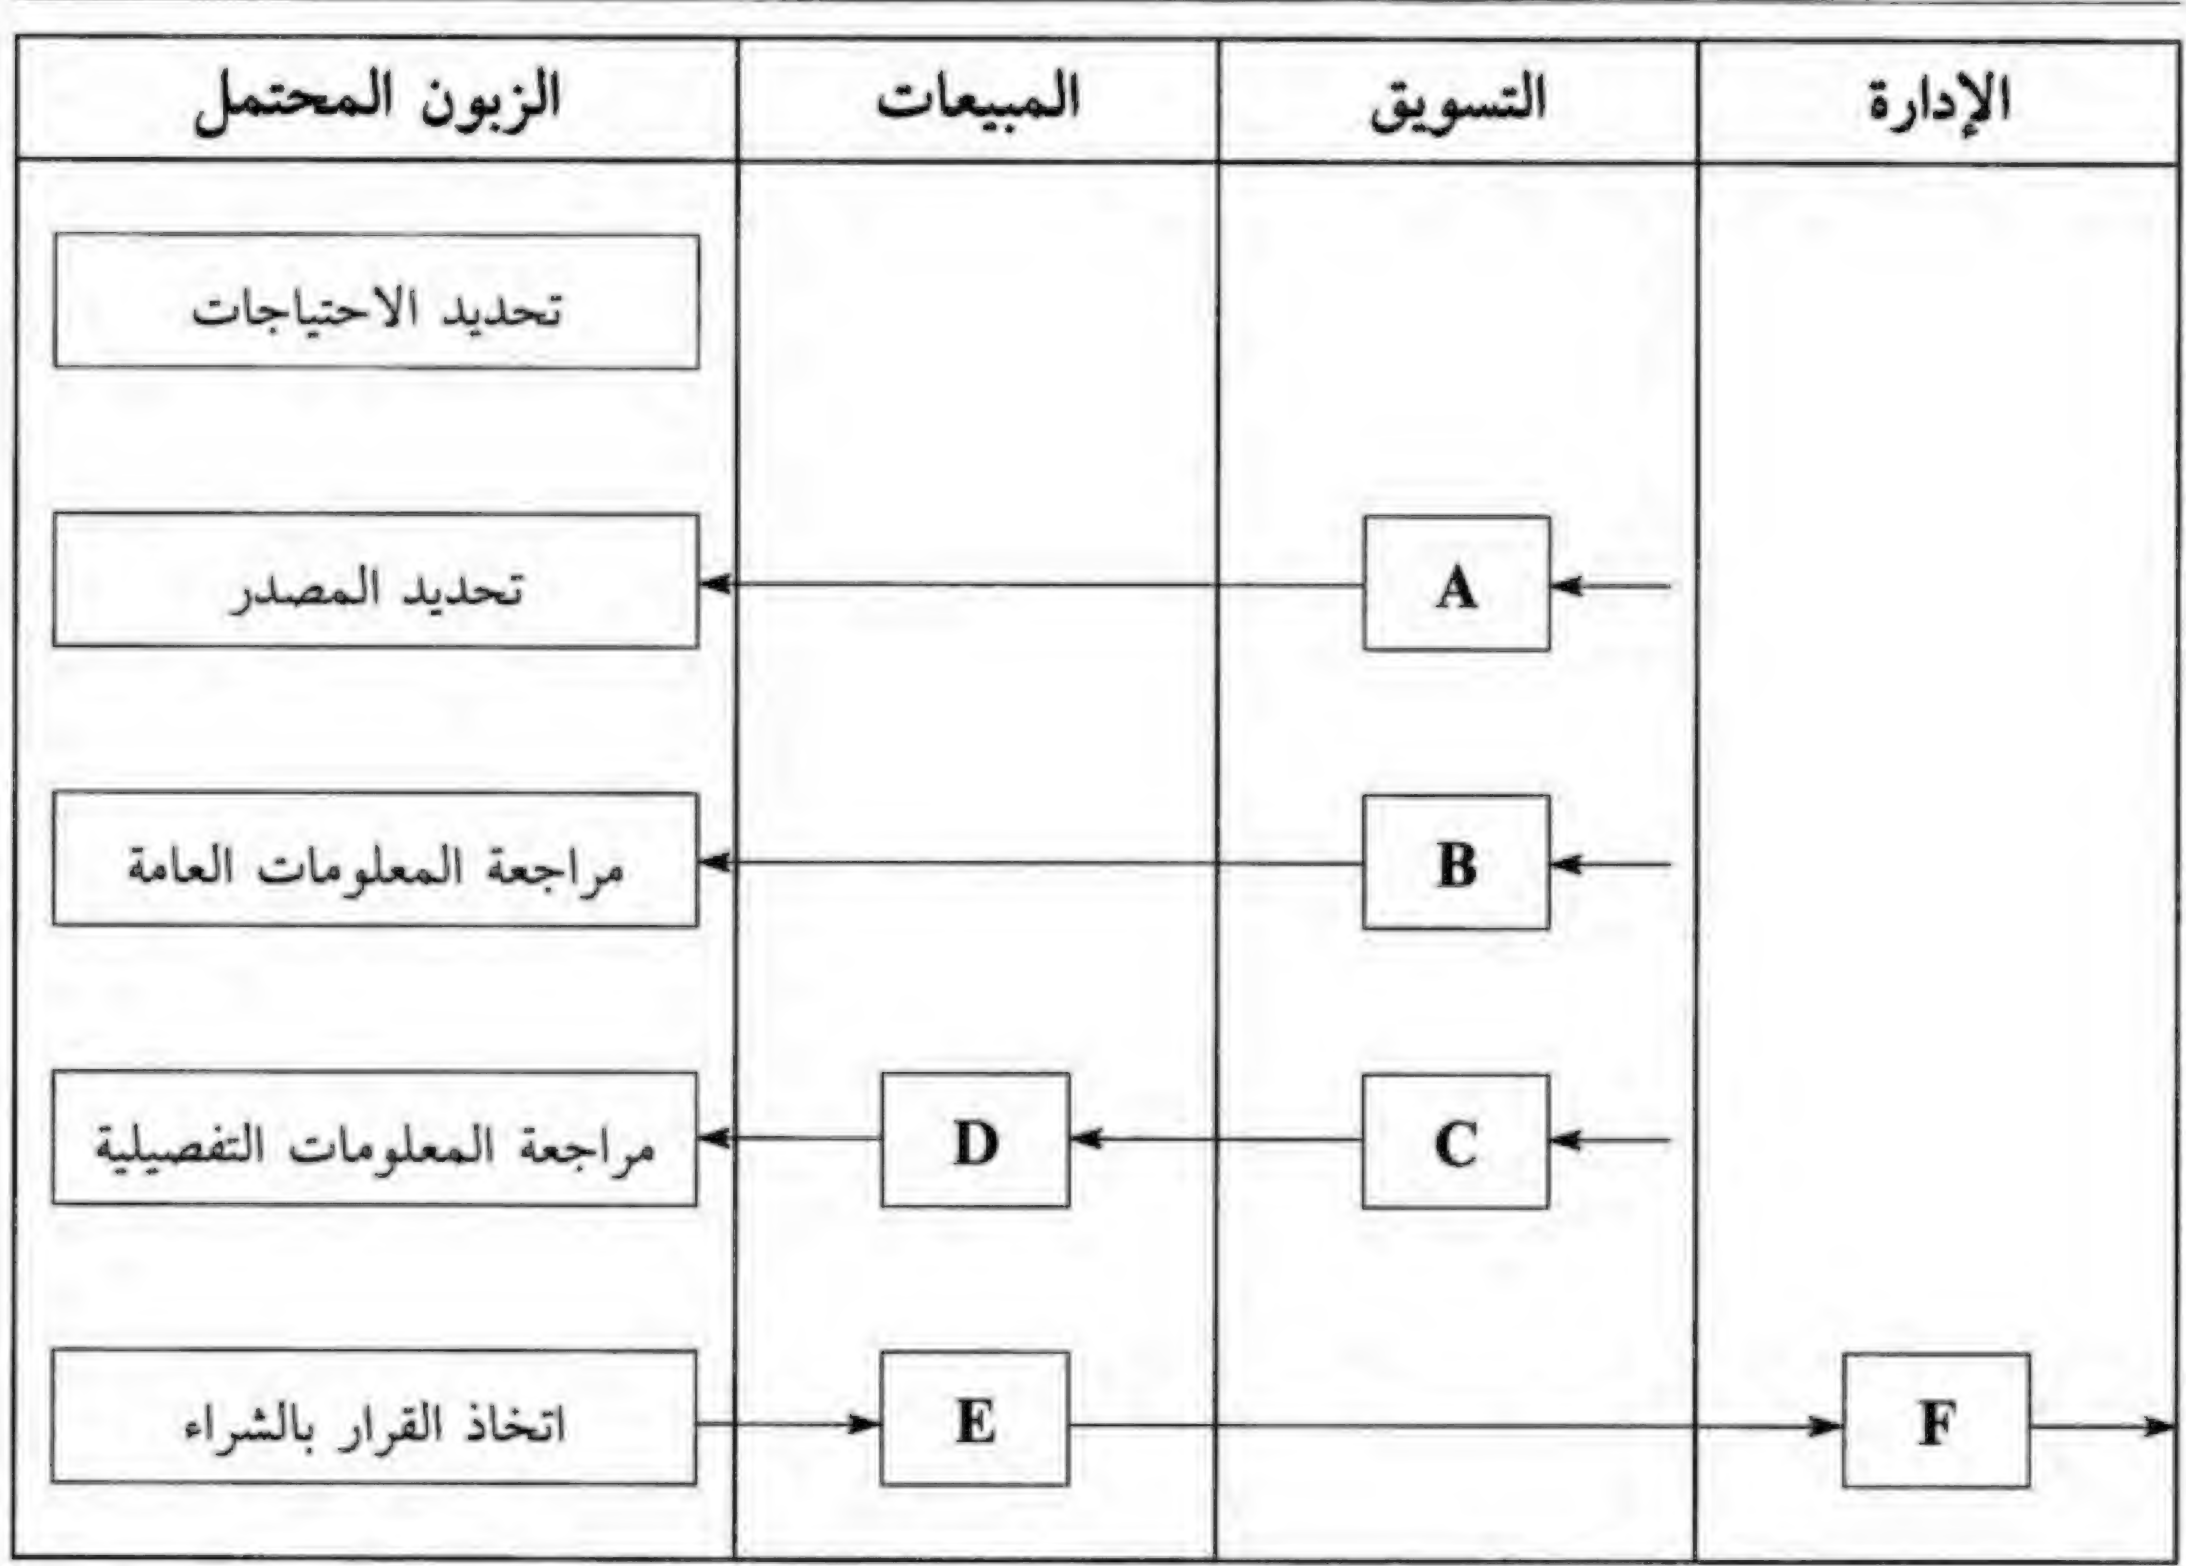 الإدارة
التسويق
المبيعات
الزبون المحتمل
تحديد الاحتياجات
A
تحديد المصدر
B
مراجعة المعلومات العامة
C
D
مراجعة المعلومات التفصيلية
F
E
اتخاذ القرار بالشراء